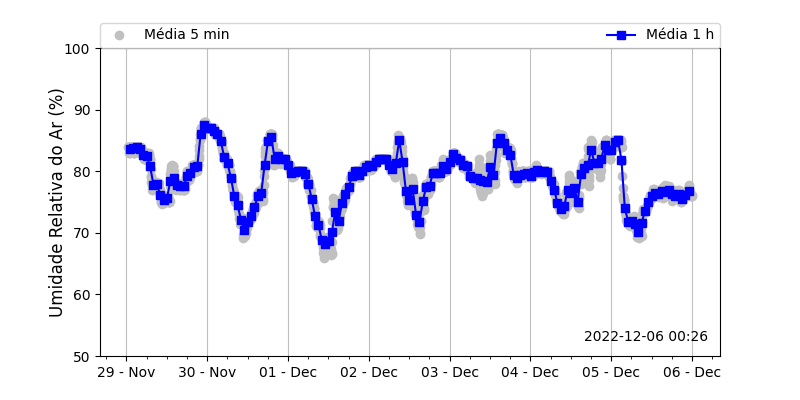 Média 5 min
Média 1 h
Umidade Relativa do Ar (%)
100
90
80
70
60
50
2022-12-06 00:26
29 - Nov
30 - Nov
01 - Dec
02 - Dec
03 - Dec
04 - Dec
05 - Dec
06 - Dec